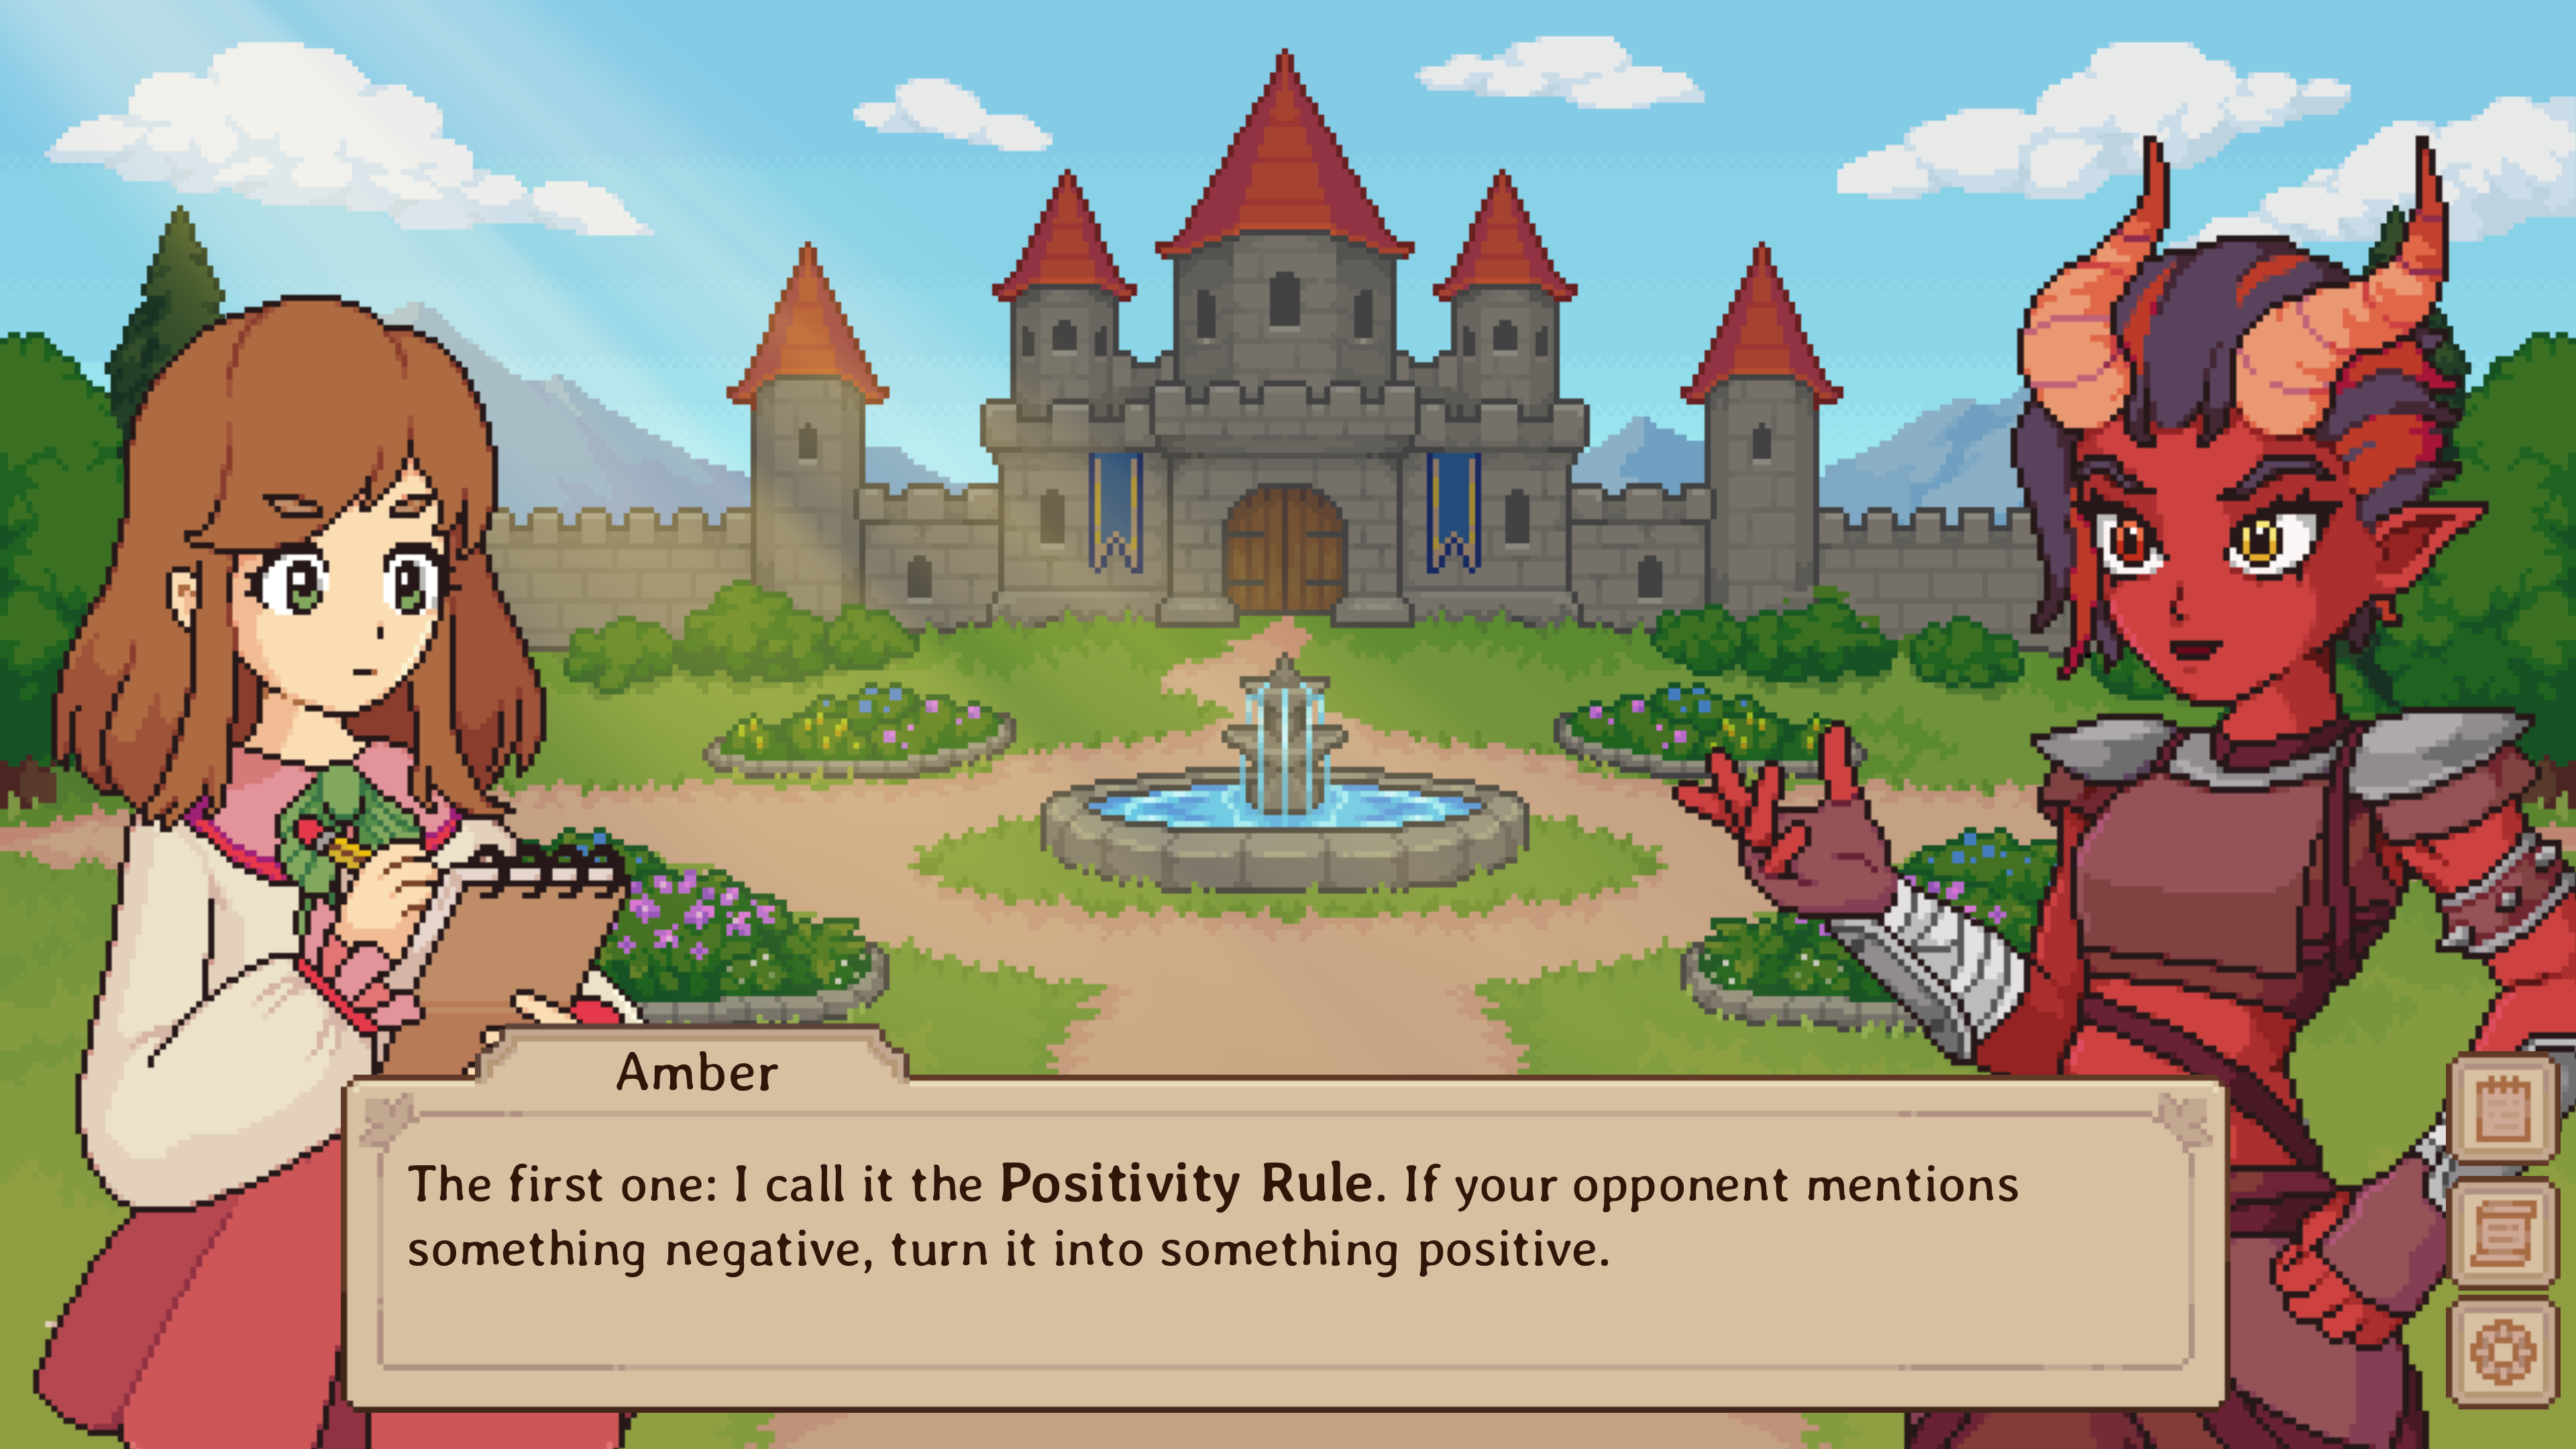 Amber
The first one: I call it the Positivity Rule. If your opponent mentions
something negative, turn it into something positive.